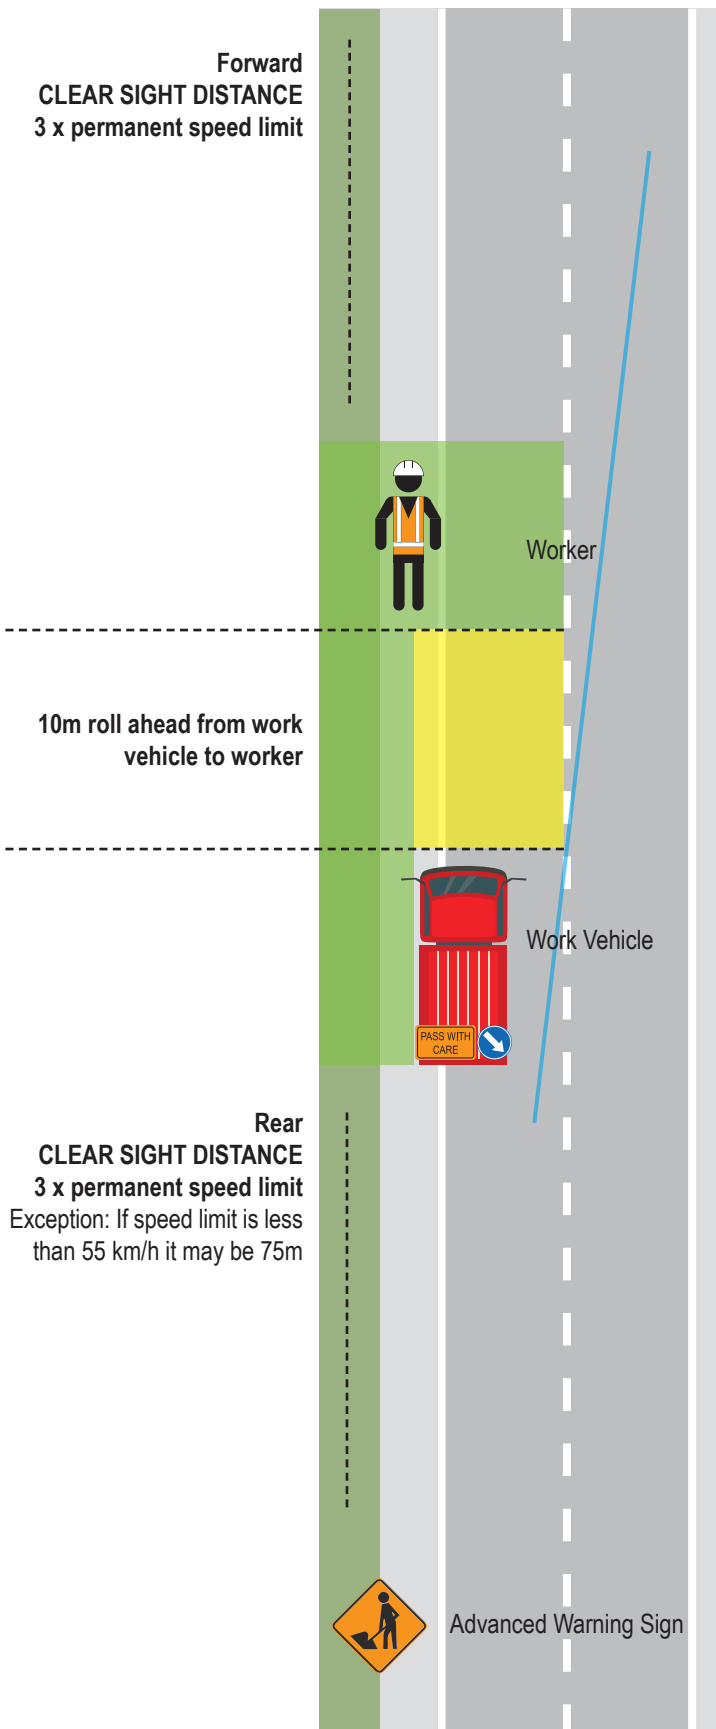 Forward
CLEAR SIGHT DISTANCE
3 x permanent speed limit
Worker
10m roll ahead from work
vehicle to worker
Work Vehicle
PASS WITH
CARE
Rear
CLEAR SIGHT DISTANCE
3 x permanent speed limit
Exception: If speed limit is less
than 55 km/h it may be 75m
Advanced Warning Sign